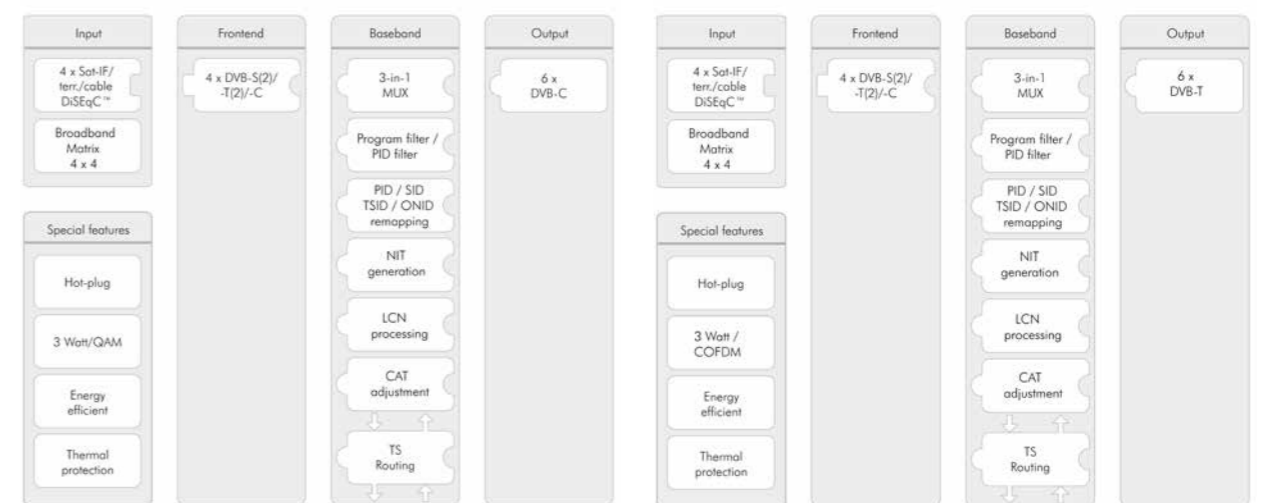 Input
4 x Sat-IF/
terr./cable
DiSEqC™
Broadband
Matrix
4 x 4
Special features
Hot-plug
3 Watt/QAM
Energy
efficient
Thermal
protection
Frontend
4 x DVB-S(2)/
-T(2)/-C
Baseband
3-in-1
MUX
Program filter /
PID filter
PID / SID
TSID / ONID
remapping
NIT
generation
LCN
processing
CAT
adjustment
TS
Routing
Output
6 x
DVB-C
Input
4 x Sat-IF/
terr./cable
DiSEqC™
Broadband
Matrix
4 x 4
Special features
Hot-plug
3 Watt /
COFDM
Energy
efficient
Thermal
protection
Frontend
4 x DVB-S(2)/
-T(2)/-C
Baseband
3-in-1
MUX
Program filter /
PID filter
PID / SID
TSID / ONID
remapping
NIT
generation
LCN
processing
CAT
adjustment
TS
Routing
Output
6 x
DVB-T